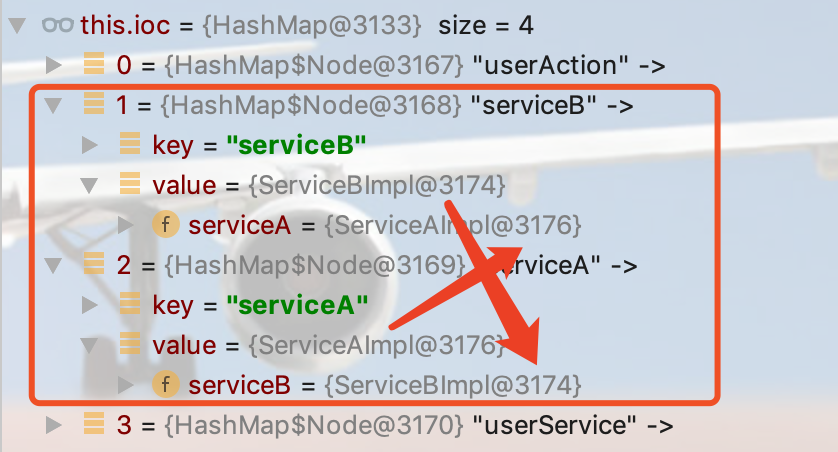 this.ioc = {HashMap@3133} size = 4
0 = {HashMap$Node@3167} "userAction" ->
1 = {HashMap$Node@3168} "serviceB" ->
key = "serviceB"
value = {ServiceBImpl@3174}
f serviceA = {ServiceAImpl@3176}
2 = {HashMap$Node@3169} "serviceA" ->
key = "serviceA"
value = {ServiceAImpl@3176}
f serviceB = {ServiceBImpl@3174}
3 = {HashMap$Node@3170} "userService" ->